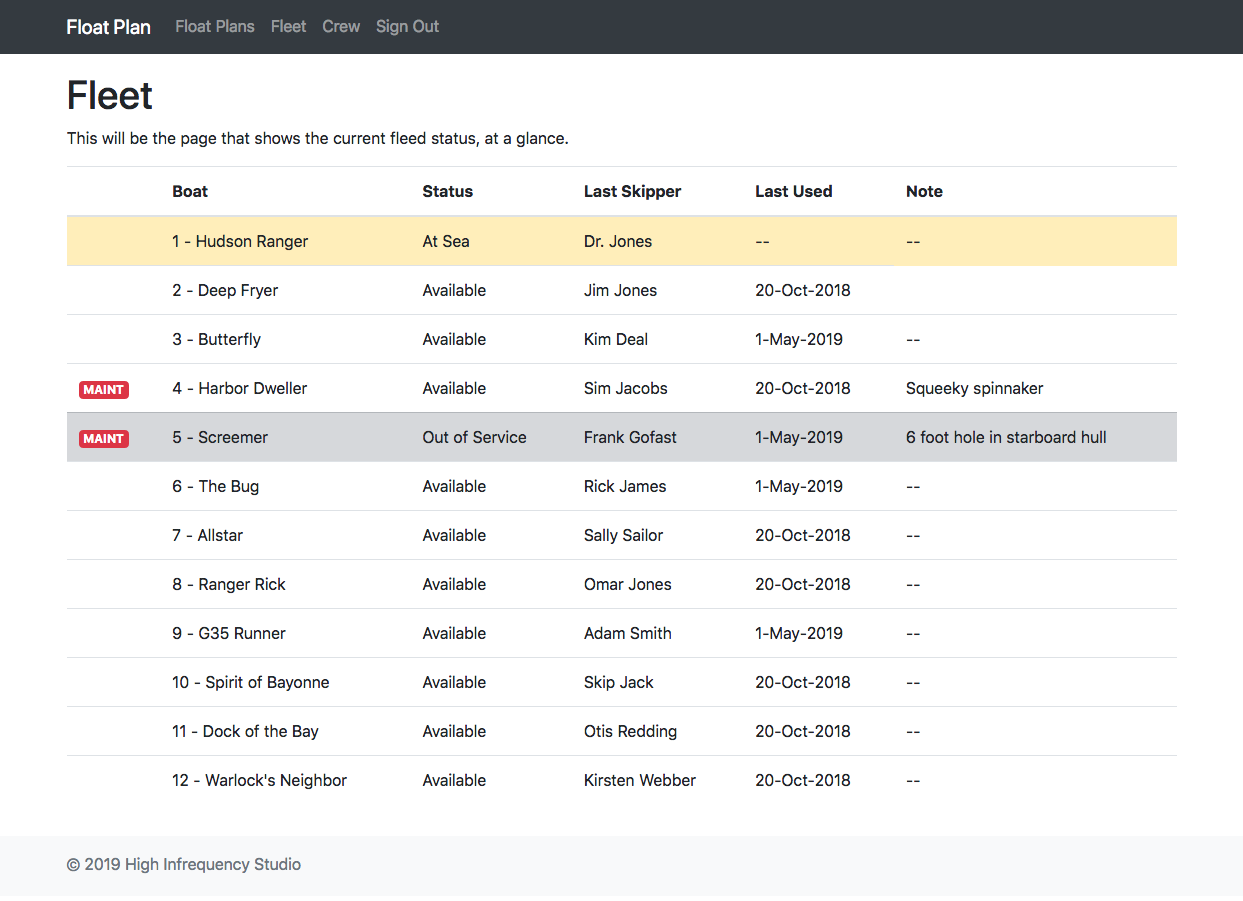 Float Plan Float Plans Fleet Crew Sign Out
Fleet
This will be the page that shows the current fleed status, at a glance.
Boat Status Last Skipper Last Used Note
1 - Hudson Ranger At Sea Dr. Jones -- --
2 - Deep Fryer Available Jim Jones 20-Oct-2018
3 - Butterfly Available Kim Deal 1-May-2019 --
MAINT 4 - Harbor Dweller Available Sim Jacobs 20-Oct-2018 Squeeky spinnaker
MAINT 5 - Screemer Out of Service Frank Gofast 1-May-2019 6 foot hole in starboard hull
6 - The Bug Available Rick James 1-May-2019 --
7 - Allstar Available Sally Sailor 20-Oct-2018 --
8 - Ranger Rick Available Omar Jones 20-Oct-2018 --
9 - G35 Runner Available Adam Smith 1-May-2019 --
10 - Spirit of Bayonne Available Skip Jack 20-Oct-2018 --
11 - Dock of the Bay Available Otis Redding 20-Oct-2018 --
12 - Warlock's Neighbor Available Kirsten Webber 20-Oct-2018 --
© 2019 High Infrequency Studio